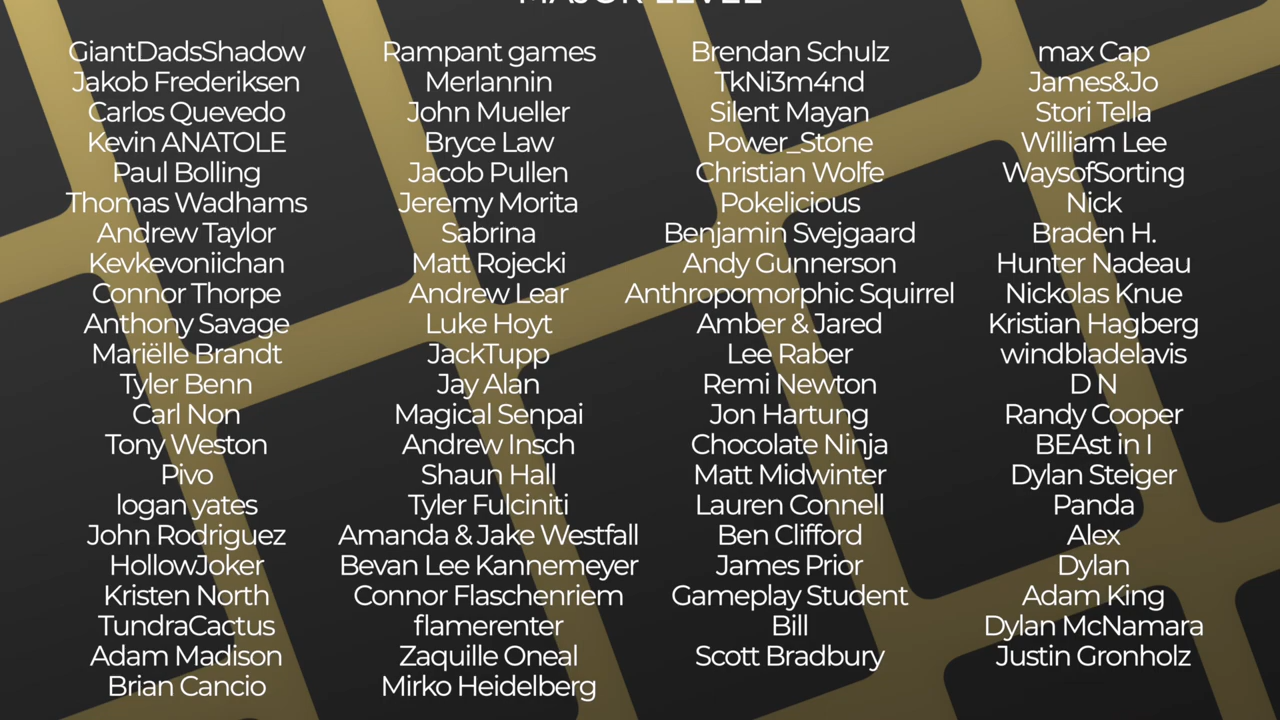 MAJOR LEVEL
GiantDadsShadow
Jakob Frederiksen
Carlos Quevedo
Kevin ANATOLE
Paul Bolling
Thomas Wadhams
Andrew Taylor
Kevkevoniichan
Connor Thorpe
Anthony Savage
Mariëlle Brandt
Tyler Benn
Carl Non
Tony Weston
Pivo
logan yates
John Rodriguez
HollowJoker
Kristen North
TundraCactus
Adam Madison
Brian Cancio
Rampant games
Merlannin
John Mueller
Bryce Law
Jacob Pullen
Jeremy Morita
Sabrina
Matt Rojecki
Andrew Lear
Luke Hoyt
JackTupp
Jay Alan
Magical Senpai
Andrew Insch
Shaun Hall
Tyler Fulciniti
Amanda & Jake Westfall
Bevan Lee Kannemeyer
Connor Flaschenriem
flamerenter
Zaquille Oneal
Mirko Heidelberg
Brendan Schulz
TkNi3m4nd
Silent Mayan
Power_Stone
Christian Wolfe
Pokelicious
Benjamin Svejgaard
Andy Gunnerson
Anthropomorphic Squirrel
Amber & Jared
Lee Raber
Remi Newton
Jon Hartung
Chocolate Ninja
Matt Midwinter
Lauren Connell
Ben Clifford
James Prior
Gameplay Student
Bill
Scott Bradbury
max Cap
James&Jo
Stori Tella
William Lee
WaysofSorting
Nick
Braden H.
Hunter Nadeau
Nickolas Knue
Kristian Hagberg
windbladelavis
D N
Randy Cooper
BEAst in I
Dylan Steiger
Panda
Alex
Dylan
Adam King
Dylan McNamara
Justin Gronholz